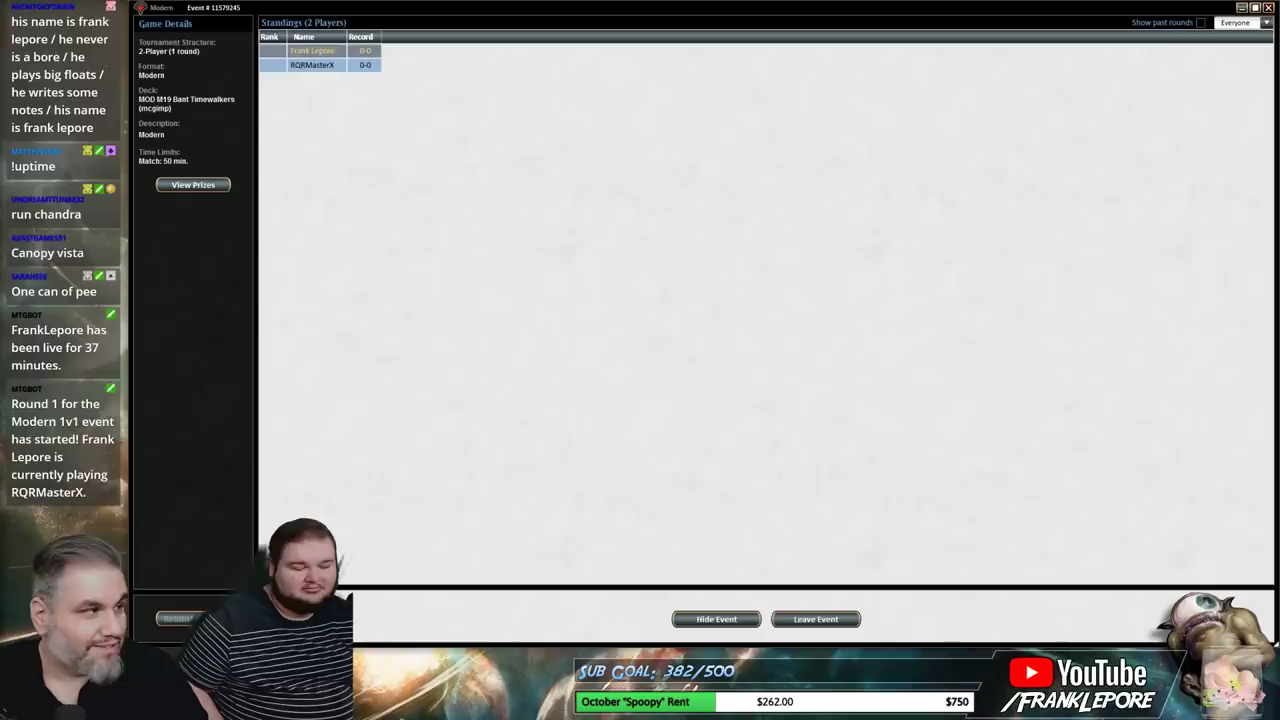 his name is frank
lepore / he never
is a bore / he
plays big floats /
he writes some
notes / his name
is frank lepore
!uptime
run chandra
AVASTGAMES51
Canopy vista
SARAHSEE
One can of pee
MTGBOT
FrankLepore has
been live for 37
minutes.
MTGBOT
Round 1 for the
Modern 1v1 event
has started! Frank
Lepore is
currently playing
RQRMasterX.
Modern Event # 11579245
Game Details
Tournament Structure:
2-Player (1 round)
Format:
Modern
Deck:
MOD M19 Bant Timewalkers
(mcgimp)
Description:
Modern
Time Limits:
Match: 50 min.
View Prizes
Standings (2 Players)
Show past rounds Everyone
Rank Name Record
Frank Lepore 0-0
RQRMasterX 0-0
Hide Event Leave Event
SUB GOAL: 382/500
October "Spoopy" Rent $262.00 $750
YouTube
/FRANKLEPORE